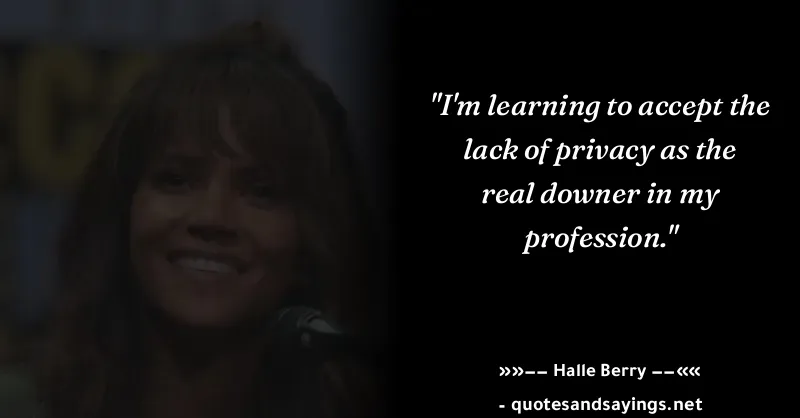 "I'm learning to accept the
lack of privacy as the
real downer in my
profession."
»»−− Halle Berry −−««
- quotesandsayings.net